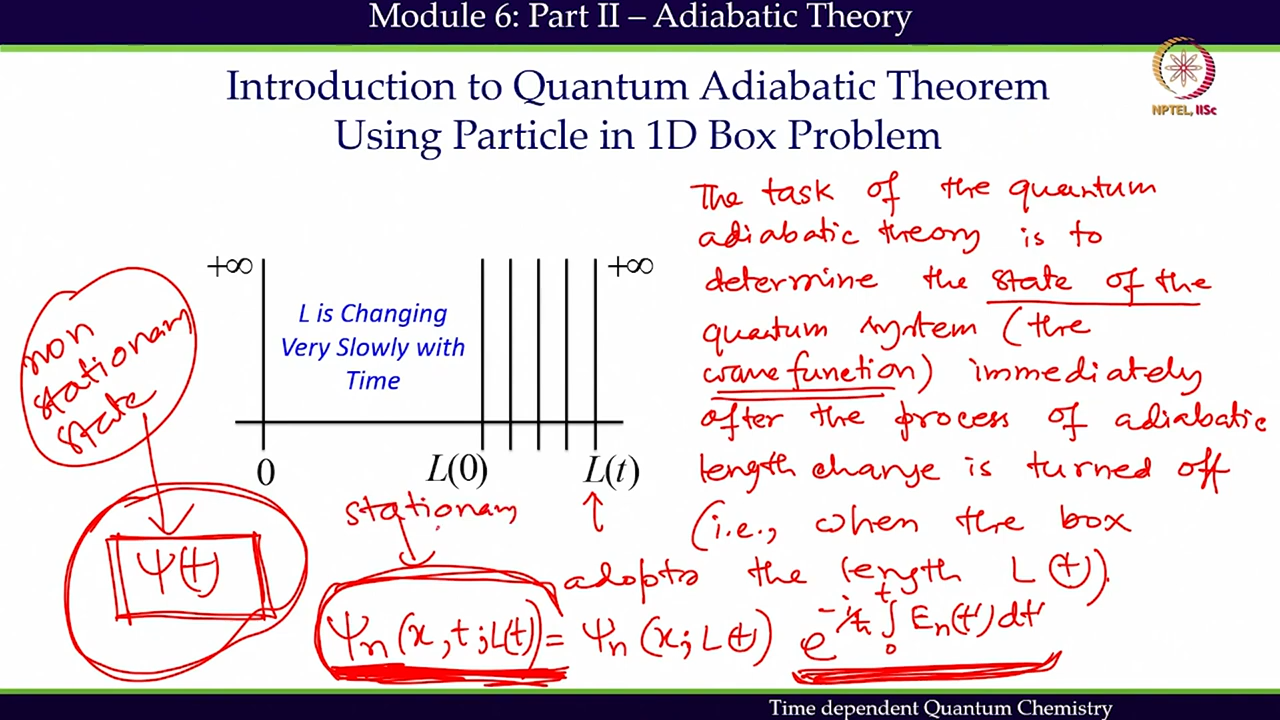 Module 6: Part II – Adiabatic Theory
Introduction to Quantum Adiabatic Theorem
Using Particle in 1D Box Problem
NPTEL, IISc
The task of the quantum
adiabatic theory is to
determine the state of the
quantum system (the
wave function) immediately
after the process of adiabatic
length change is turned off
(i.e., when the box
adopts the length L(t)).
+∞
+∞
L is Changing
Very Slowly with
Time
non
stationary
state
0
L(0)
L(t)
stationary
Ψ(t)
Ψn(x,t;L(t)) = Ψn(x;L(t)) e^{-i/ħ ∫₀ᵗ En(t')dt'}
Time dependent Quantum Chemistry